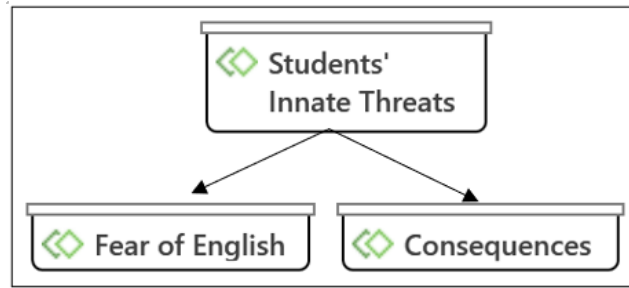 Students'
Innate Threats
Fear of English
Consequences